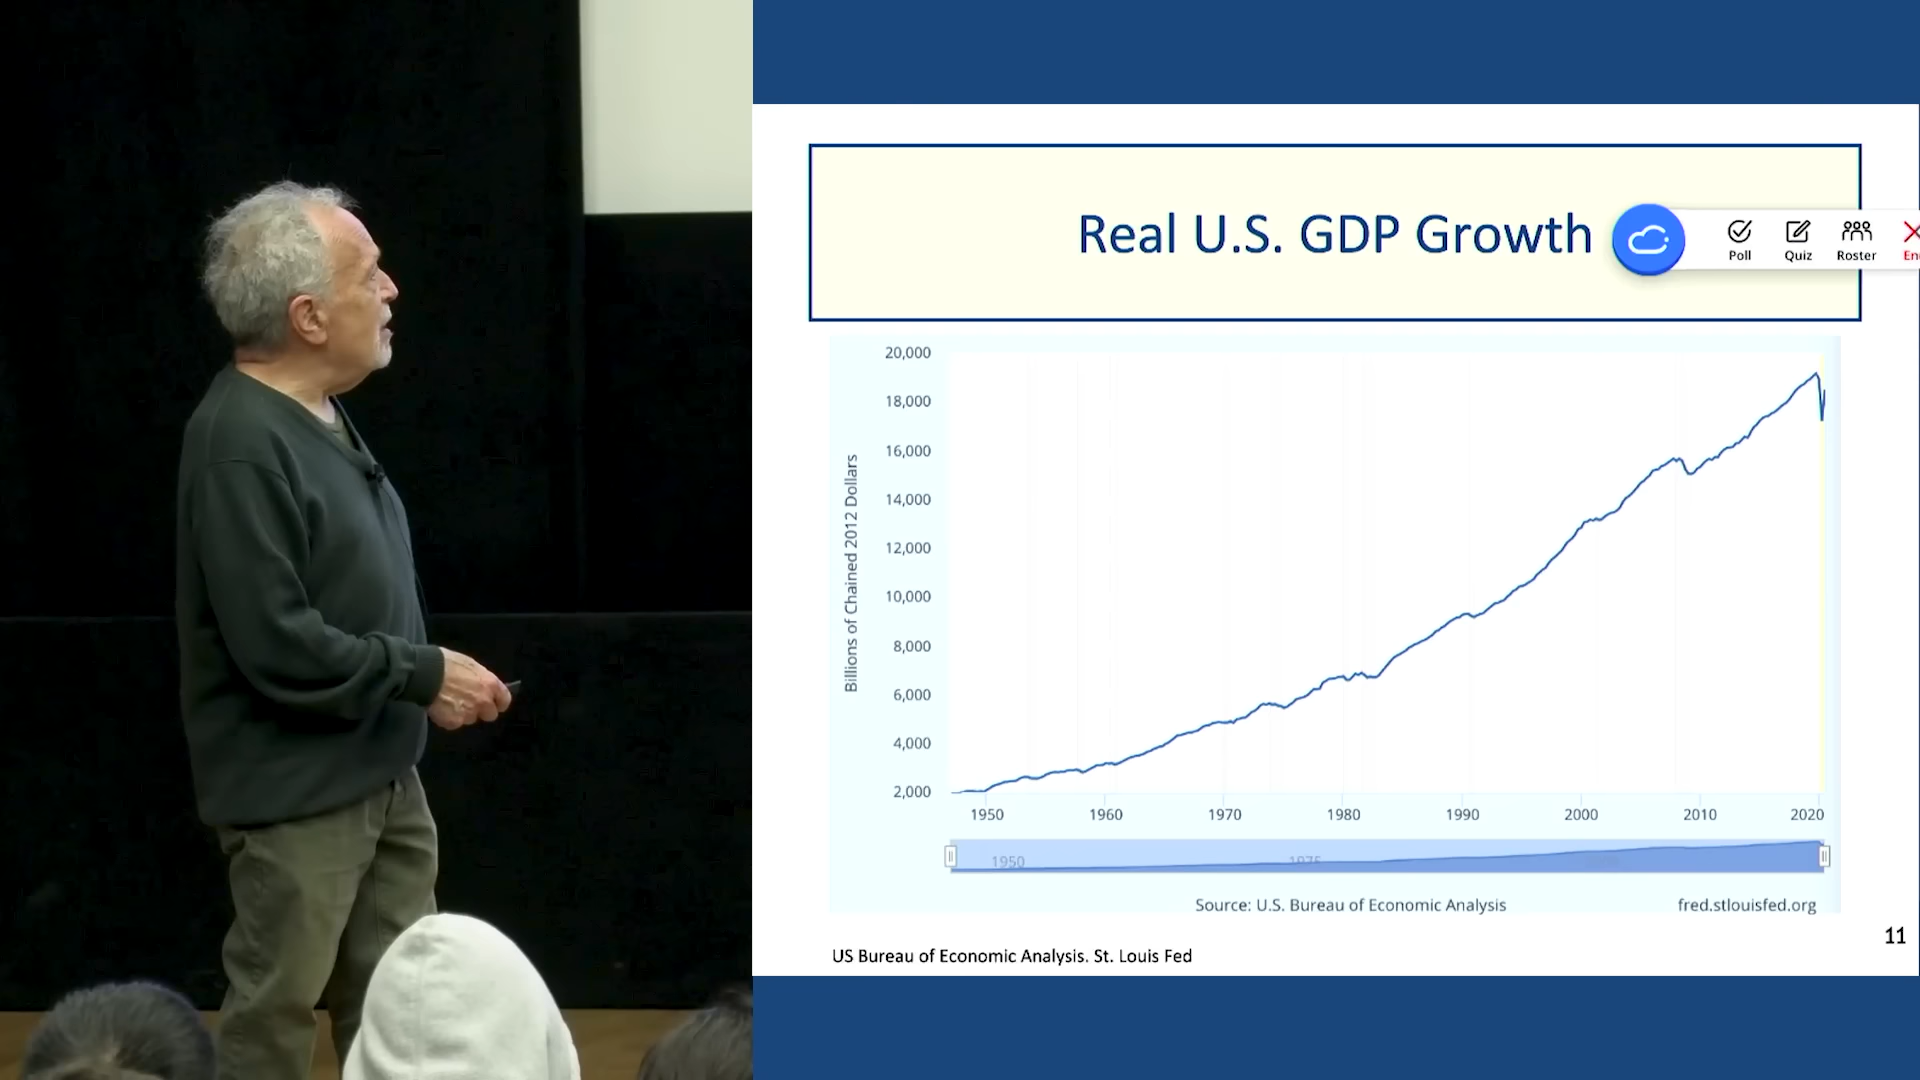 Real U.S. GDP Growth
Poll
Quiz
Roster
En
20,000
18,000
16,000
14,000
12,000
10,000
8,000
6,000
4,000
2,000
Billions of Chained 2012 Dollars
1950 1960 1970 1980 1990 2000 2010 2020
1950 1975
Source: U.S. Bureau of Economic Analysis
fred.stlouisfed.org
11
US Bureau of Economic Analysis. St. Louis Fed